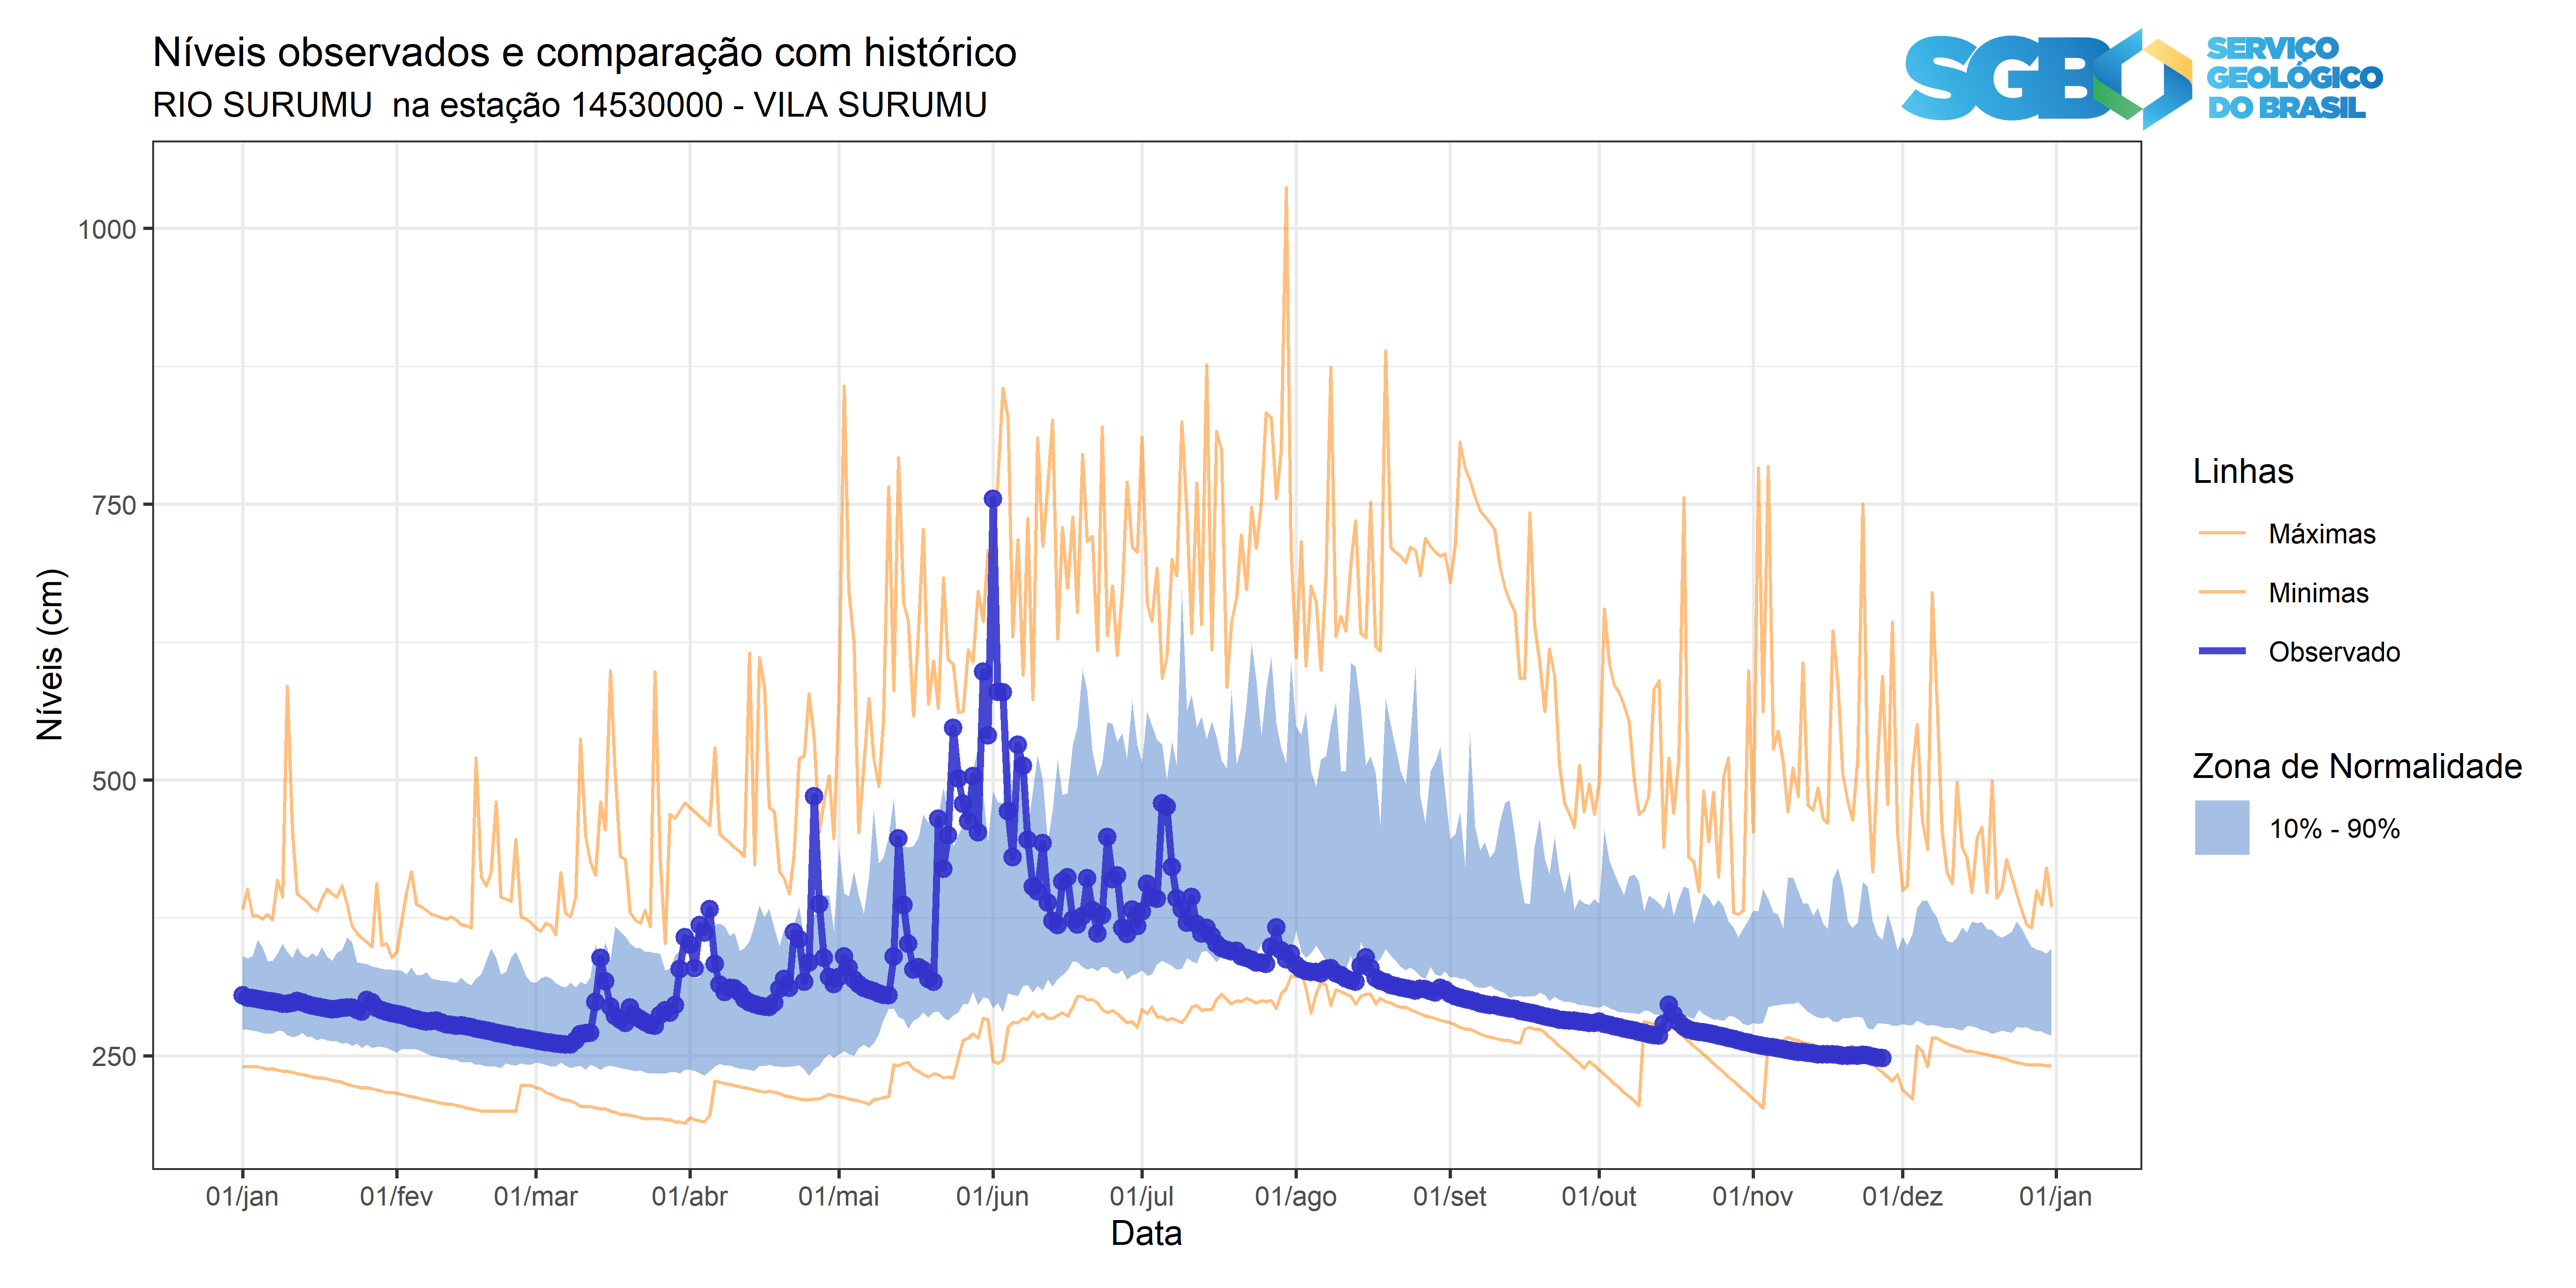 Níveis observados e comparação com histórico
RIO SURUMU  na estação 14530000 - VILA SURUMU
SGB
SERVIÇO
GEOLÓGICO
DO BRASIL
Níveis (cm)
1000
750
500
250
01/jan
01/fev
01/mar
01/abr
01/mai
01/jun
01/jul
01/ago
01/set
01/out
01/nov
01/dez
01/jan
Data
Linhas
Máximas
Minimas
Observado
Zona de Normalidade
10% - 90%